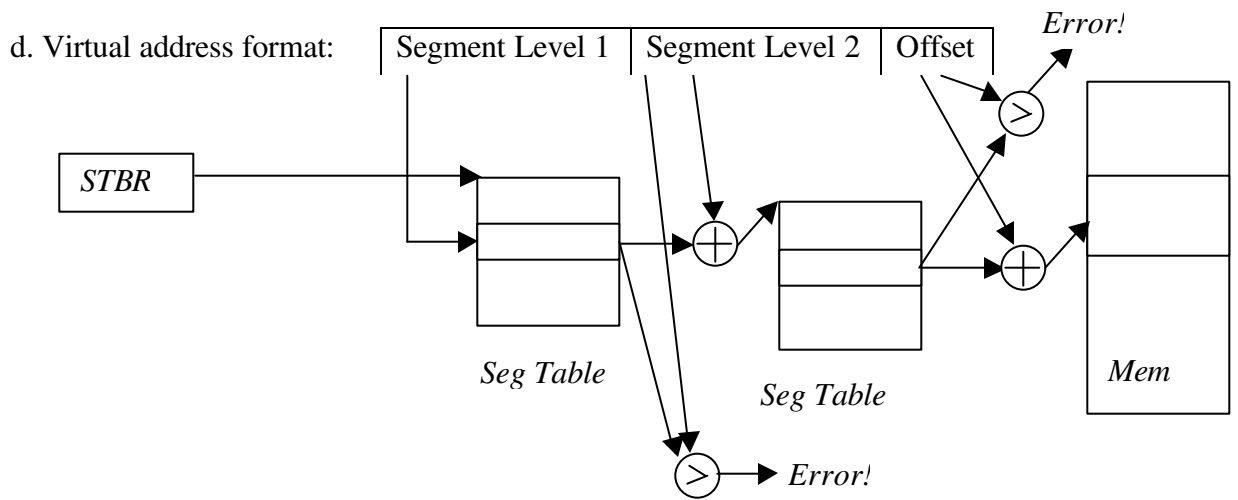 Error!
d. Virtual address format: Segment Level 1 Segment Level 2 Offset
>
STBR
+
+
Seg Table
Seg Table
Mem
> Error!